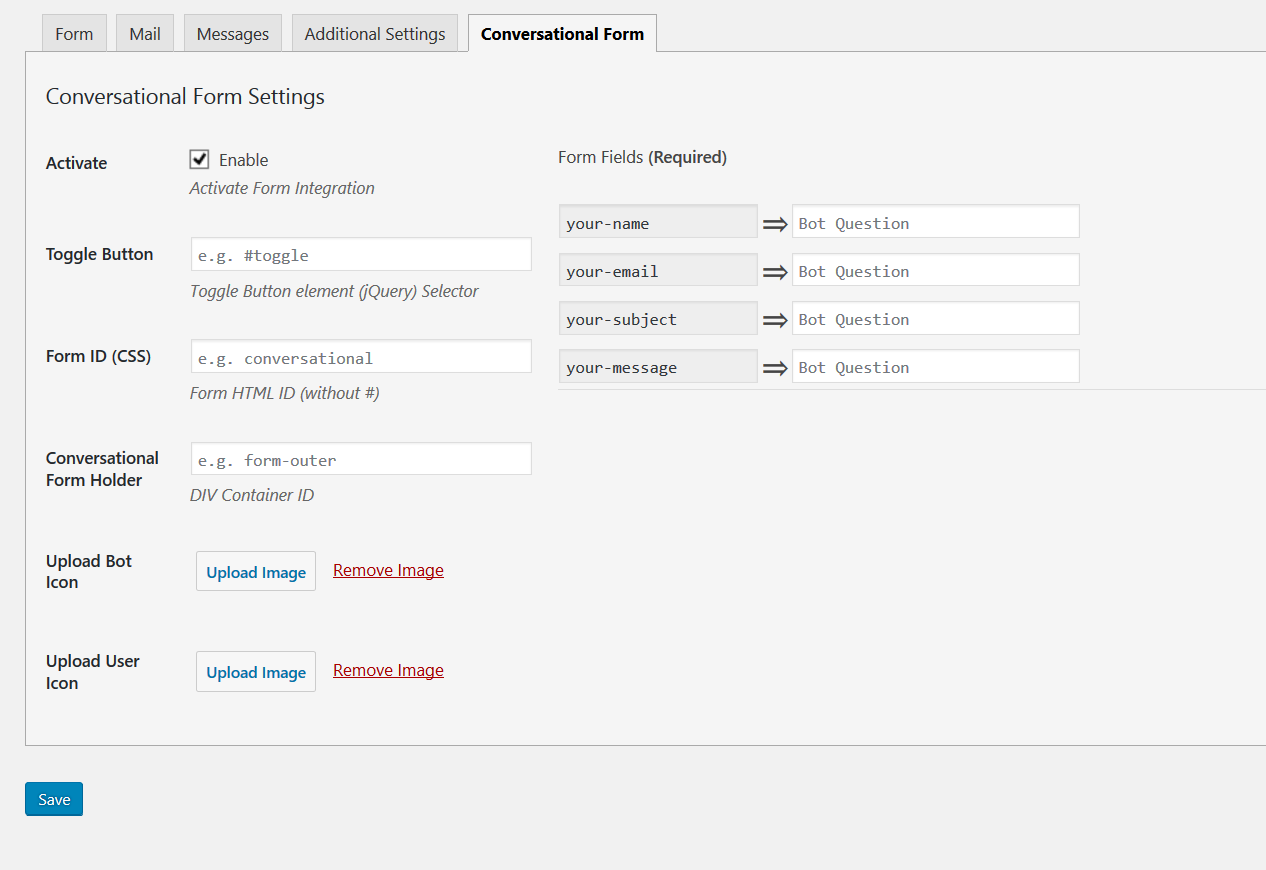 Form
Mail
Messages
Additional Settings
Conversational Form
Conversational Form Settings
Activate
Enable
Activate Form Integration
Toggle Button
e.g. #toggle
Toggle Button element (jQuery) Selector
Form ID (CSS)
e.g. conversational
Form HTML ID (without #)
Conversational
Form Holder
e.g. form-outer
DIV Container ID
Upload Bot
Icon
Upload Image
Remove Image
Upload User
Icon
Upload Image
Remove Image
Form Fields (Required)
your-name ⇒ Bot Question
your-email ⇒ Bot Question
your-subject ⇒ Bot Question
your-message ⇒ Bot Question
Save